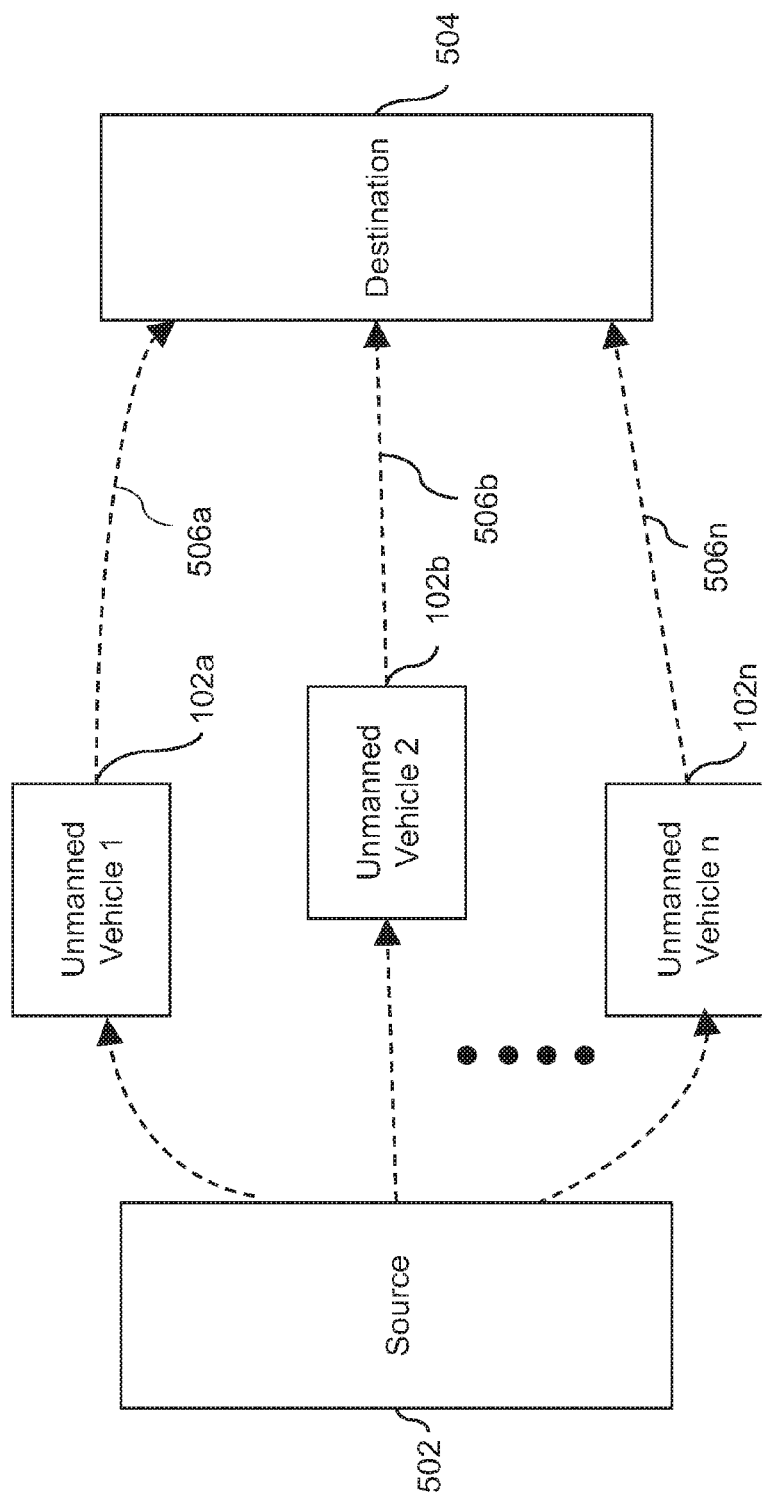 502
Source
Unmanned
Vehicle 1
102a
506a
Unmanned
Vehicle 2
102b
506b
Unmanned
Vehicle n
102n
506n
Destination
504